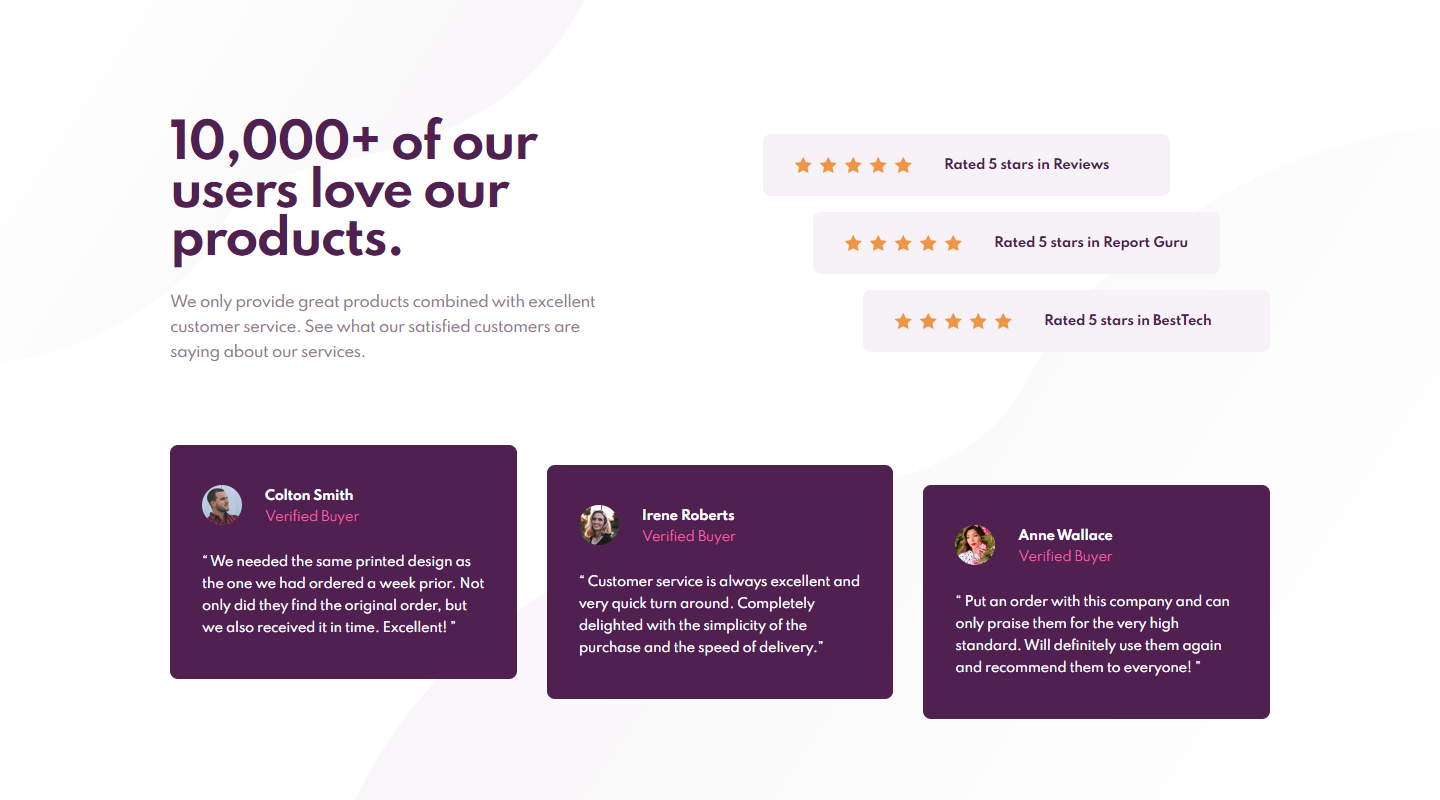 10,000+ of our
users love our
products.
We only provide great products combined with excellent
customer service. See what our satisfied customers are
saying about our services.
Rated 5 stars in Reviews
Rated 5 stars in Report Guru
Rated 5 stars in BestTech
Colton Smith
Verified Buyer
“ We needed the same printed design as
the one we had ordered a week prior. Not
only did they find the original order, but
we also received it in time. Excellent! ”
Irene Roberts
Verified Buyer
“ Customer service is always excellent and
very quick turn around. Completely
delighted with the simplicity of the
purchase and the speed of delivery.”
Anne Wallace
Verified Buyer
“ Put an order with this company and can
only praise them for the very high
standard. Will definitely use them again
and recommend them to everyone! ”